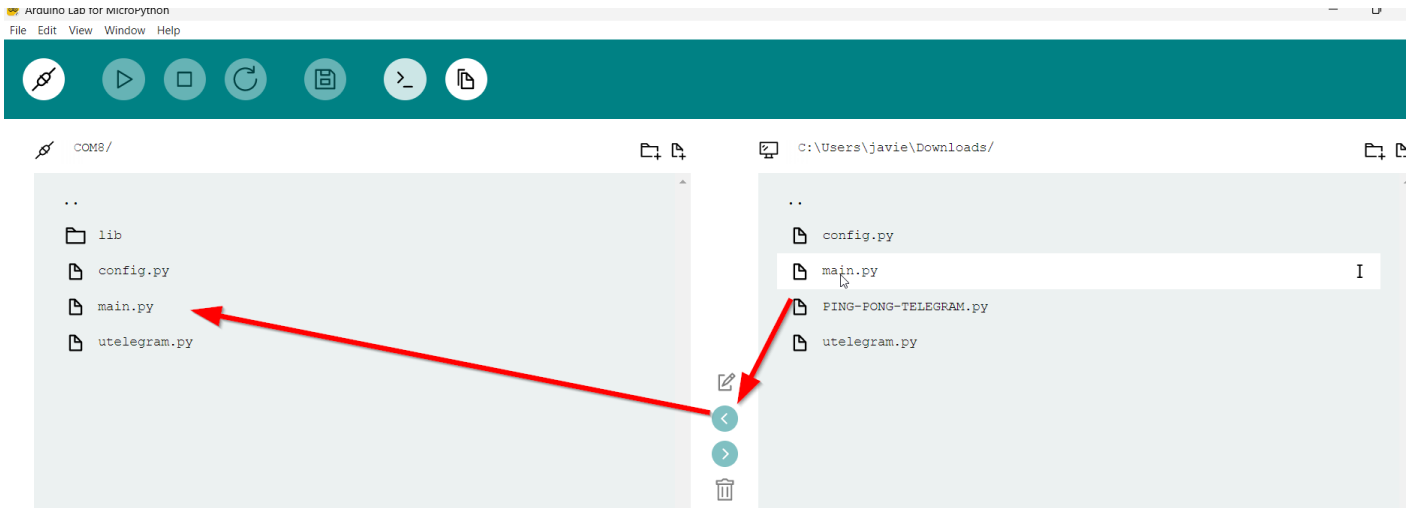 Arduino Lab for MicroPython
File Edit View Window Help
COM8/
..
lib
config.py
main.py
utelegram.py
C:\Users\javie\Downloads/
..
config.py
main.py
PING-PONG-TELEGRAM.py
utelegram.py